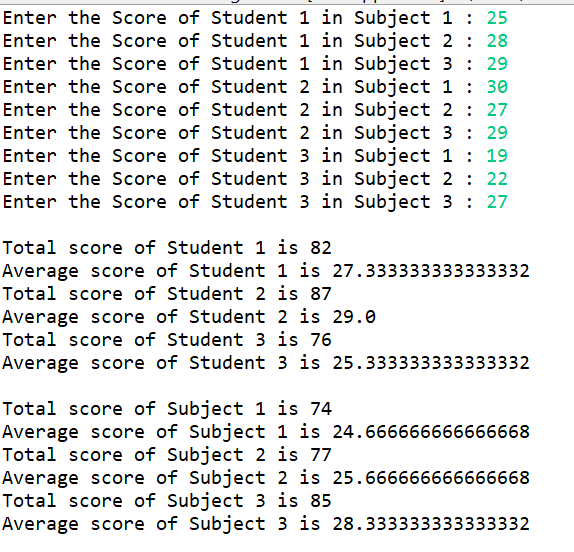 Enter the Score of Student 1 in Subject 1 : 25
Enter the Score of Student 1 in Subject 2 : 28
Enter the Score of Student 1 in Subject 3 : 29
Enter the Score of Student 2 in Subject 1 : 30
Enter the Score of Student 2 in Subject 2 : 27
Enter the Score of Student 2 in Subject 3 : 29
Enter the Score of Student 3 in Subject 1 : 19
Enter the Score of Student 3 in Subject 2 : 22
Enter the Score of Student 3 in Subject 3 : 27
Total score of Student 1 is 82
Average score of Student 1 is 27.333333333333332
Total score of Student 2 is 87
Average score of Student 2 is 29.0
Total score of Student 3 is 76
Average score of Student 3 is 25.333333333333332
Total score of Subject 1 is 74
Average score of Subject 1 is 24.666666666666668
Total score of Subject 2 is 77
Average score of Subject 2 is 25.666666666666668
Total score of Subject 3 is 85
Average score of Subject 3 is 28.333333333333332